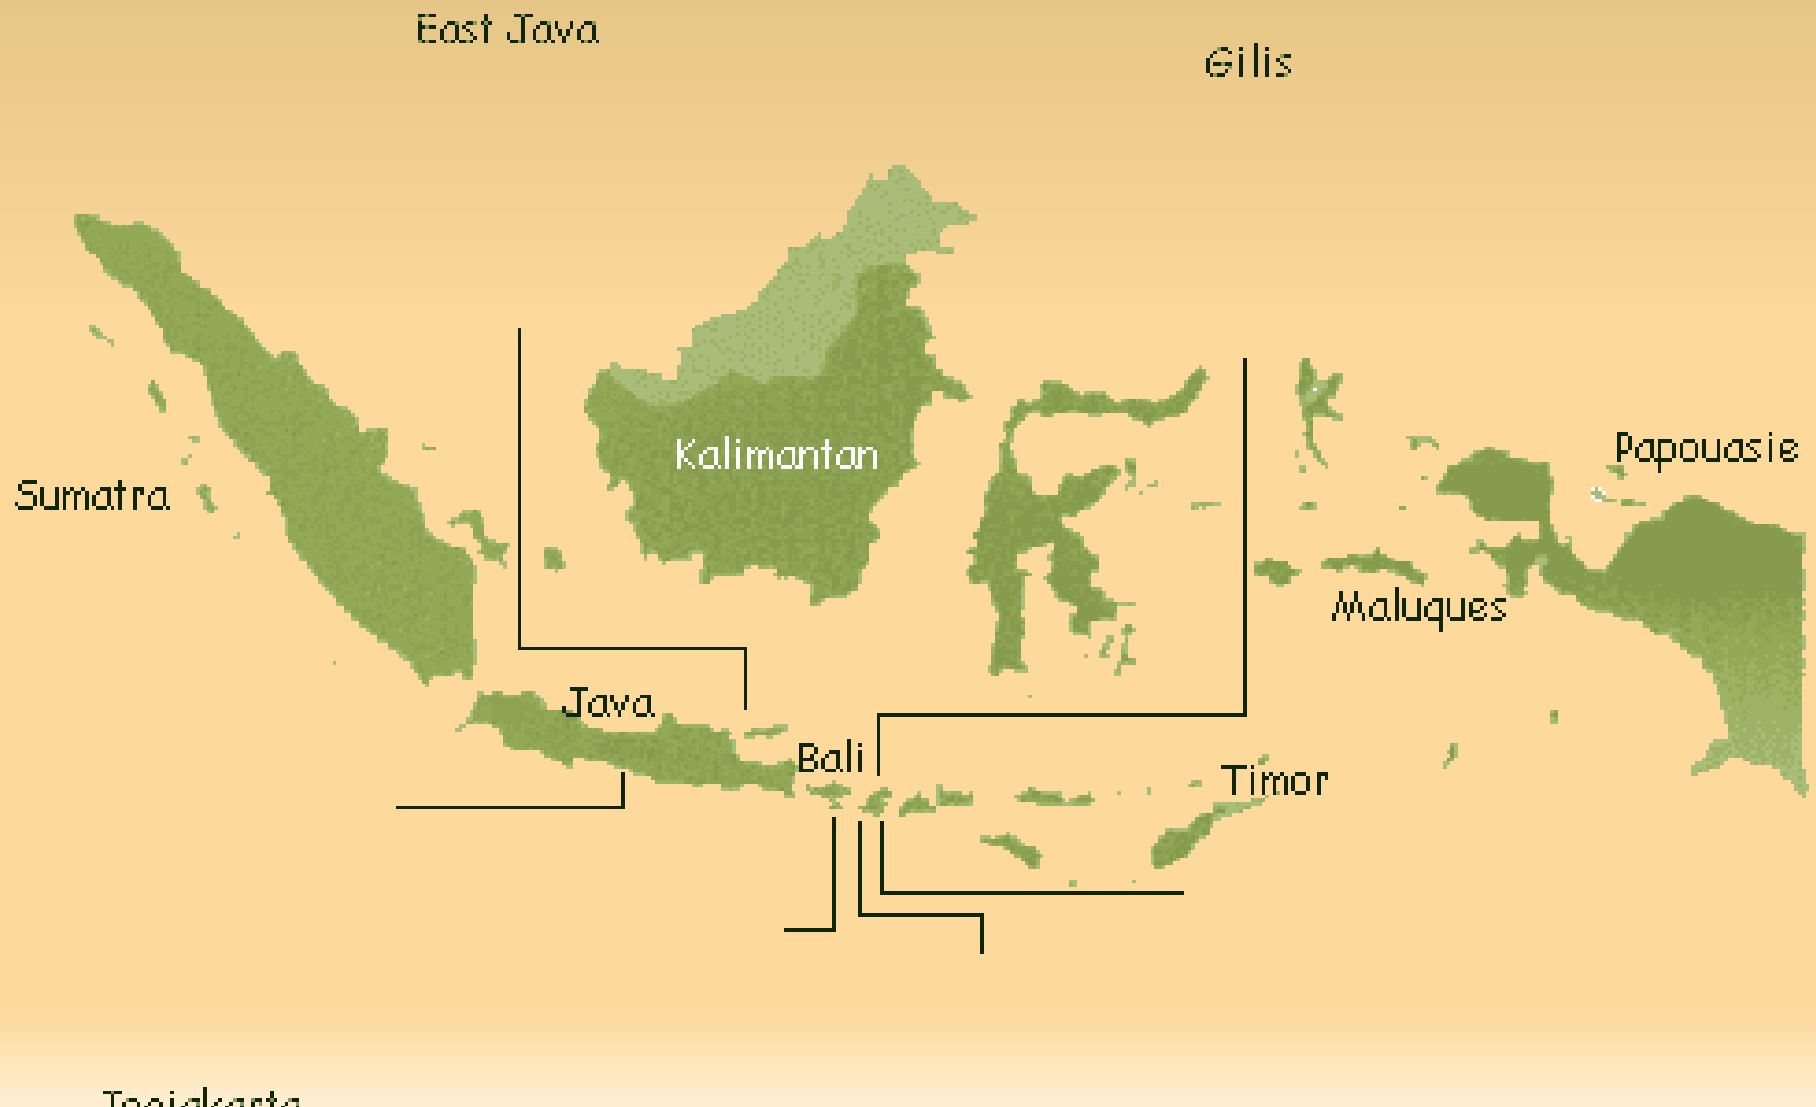 East Java
Gilis
Kalimantan
Papouasie
Sumatra
Maluques
Java
Bali
Timor